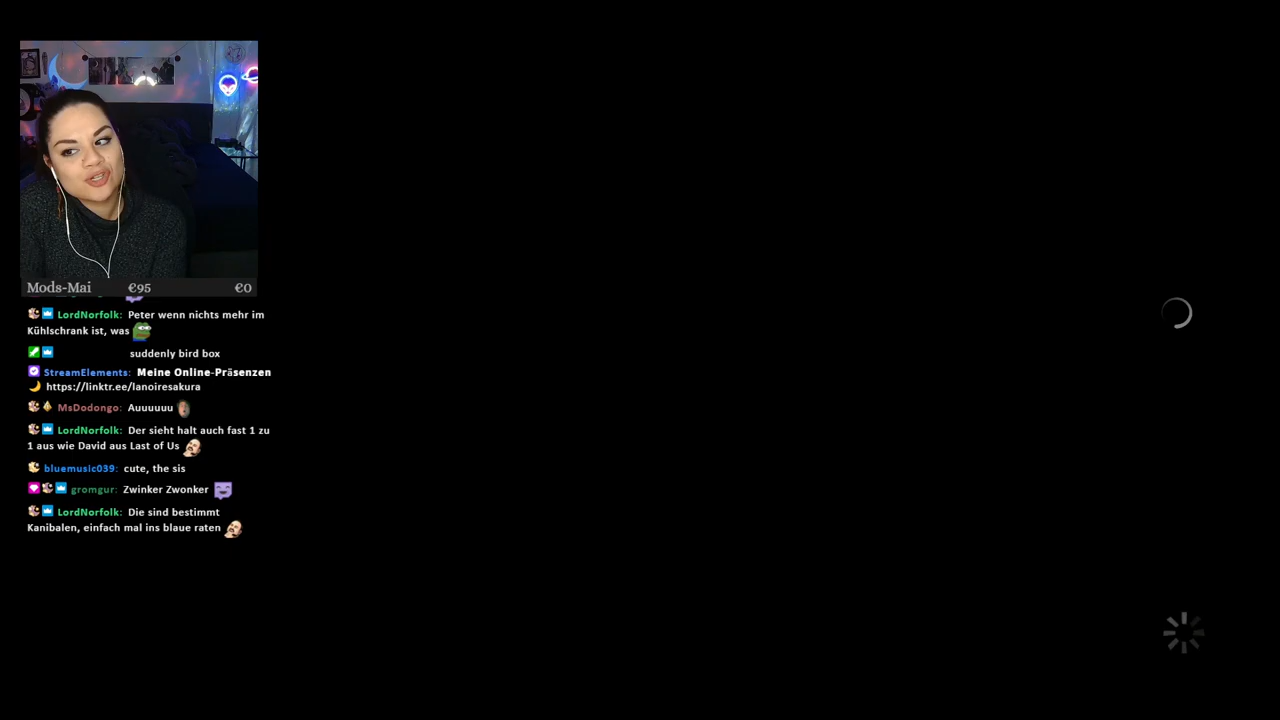 Mods-Mai €95 €0
LordNorfolk: Peter wenn nichts mehr im
Kühlschrank ist, was
suddenly bird box
StreamElements: Meine Online-Präsenzen
https://linktr.ee/lanoiresakura
MsDodongo: Auuuuuu
LordNorfolk: Der sieht halt auch fast 1 zu
1 aus wie David aus Last of Us
bluemusic039: cute, the sis
gromgur: Zwinker Zwonker
LordNorfolk: Die sind bestimmt
Kanibalen, einfach mal ins blaue raten